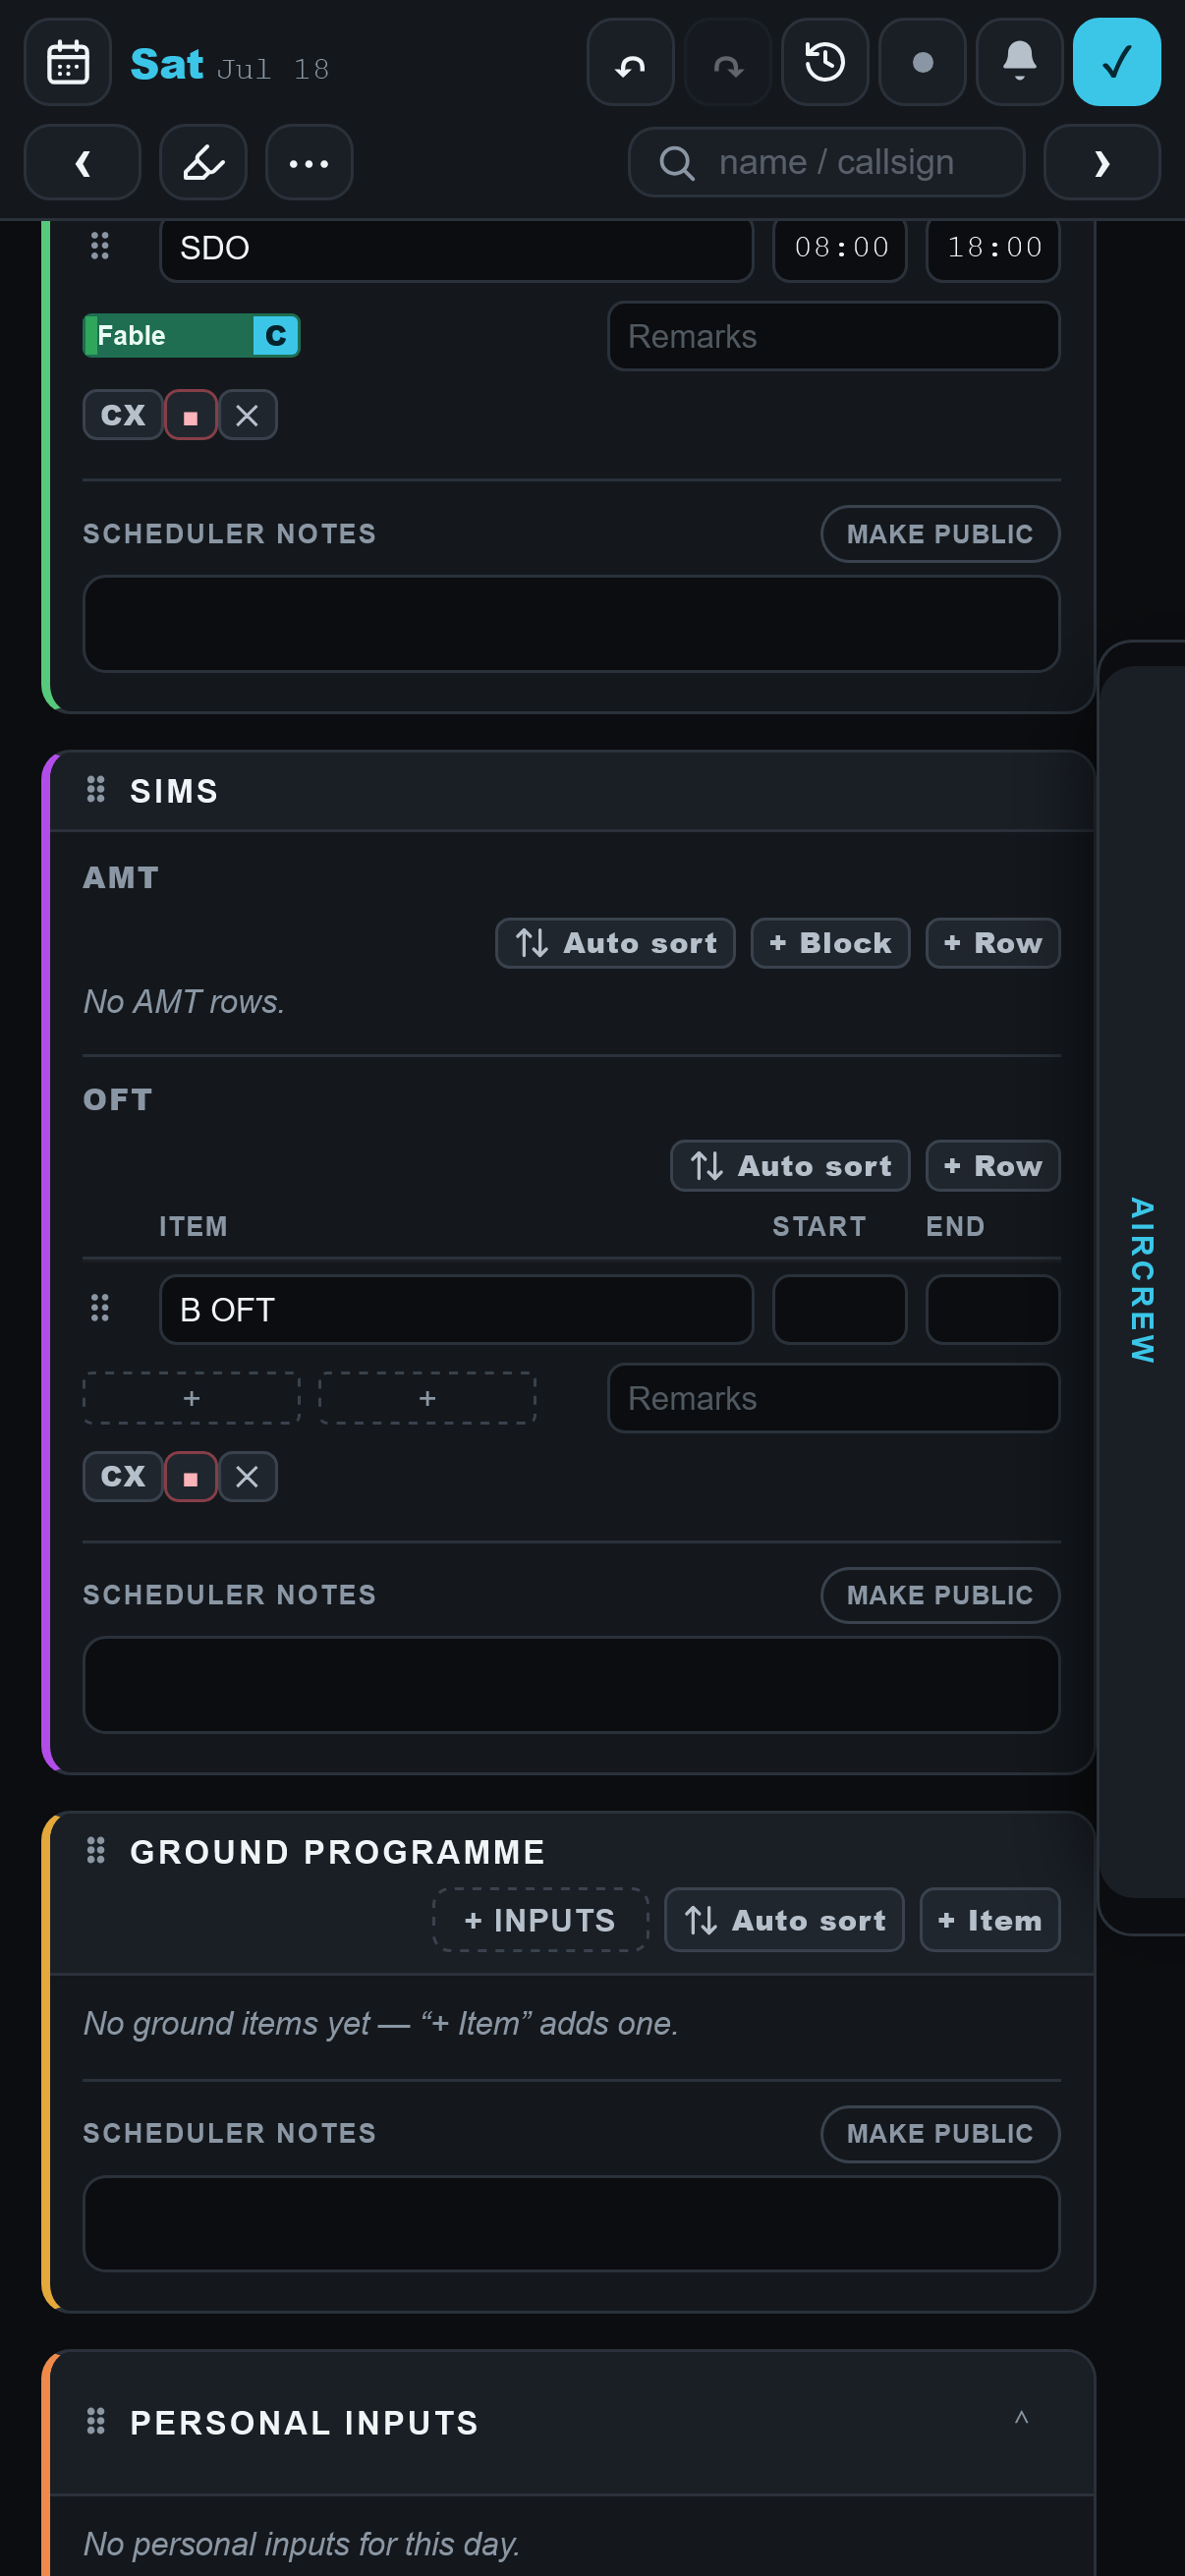 Sat Jul 18
name / callsign
SDO 08:00 18:00
Fable C Remarks
CX
SCHEDULER NOTES MAKE PUBLIC
SIMS
AMT
Auto sort + Block + Row
No AMT rows.
OFT
Auto sort + Row
ITEM START END
B OFT
+ + Remarks
CX
SCHEDULER NOTES MAKE PUBLIC
AIRCREW
GROUND PROGRAMME
+ INPUTS Auto sort + Item
No ground items yet — “+ Item” adds one.
SCHEDULER NOTES MAKE PUBLIC
PERSONAL INPUTS
No personal inputs for this day.